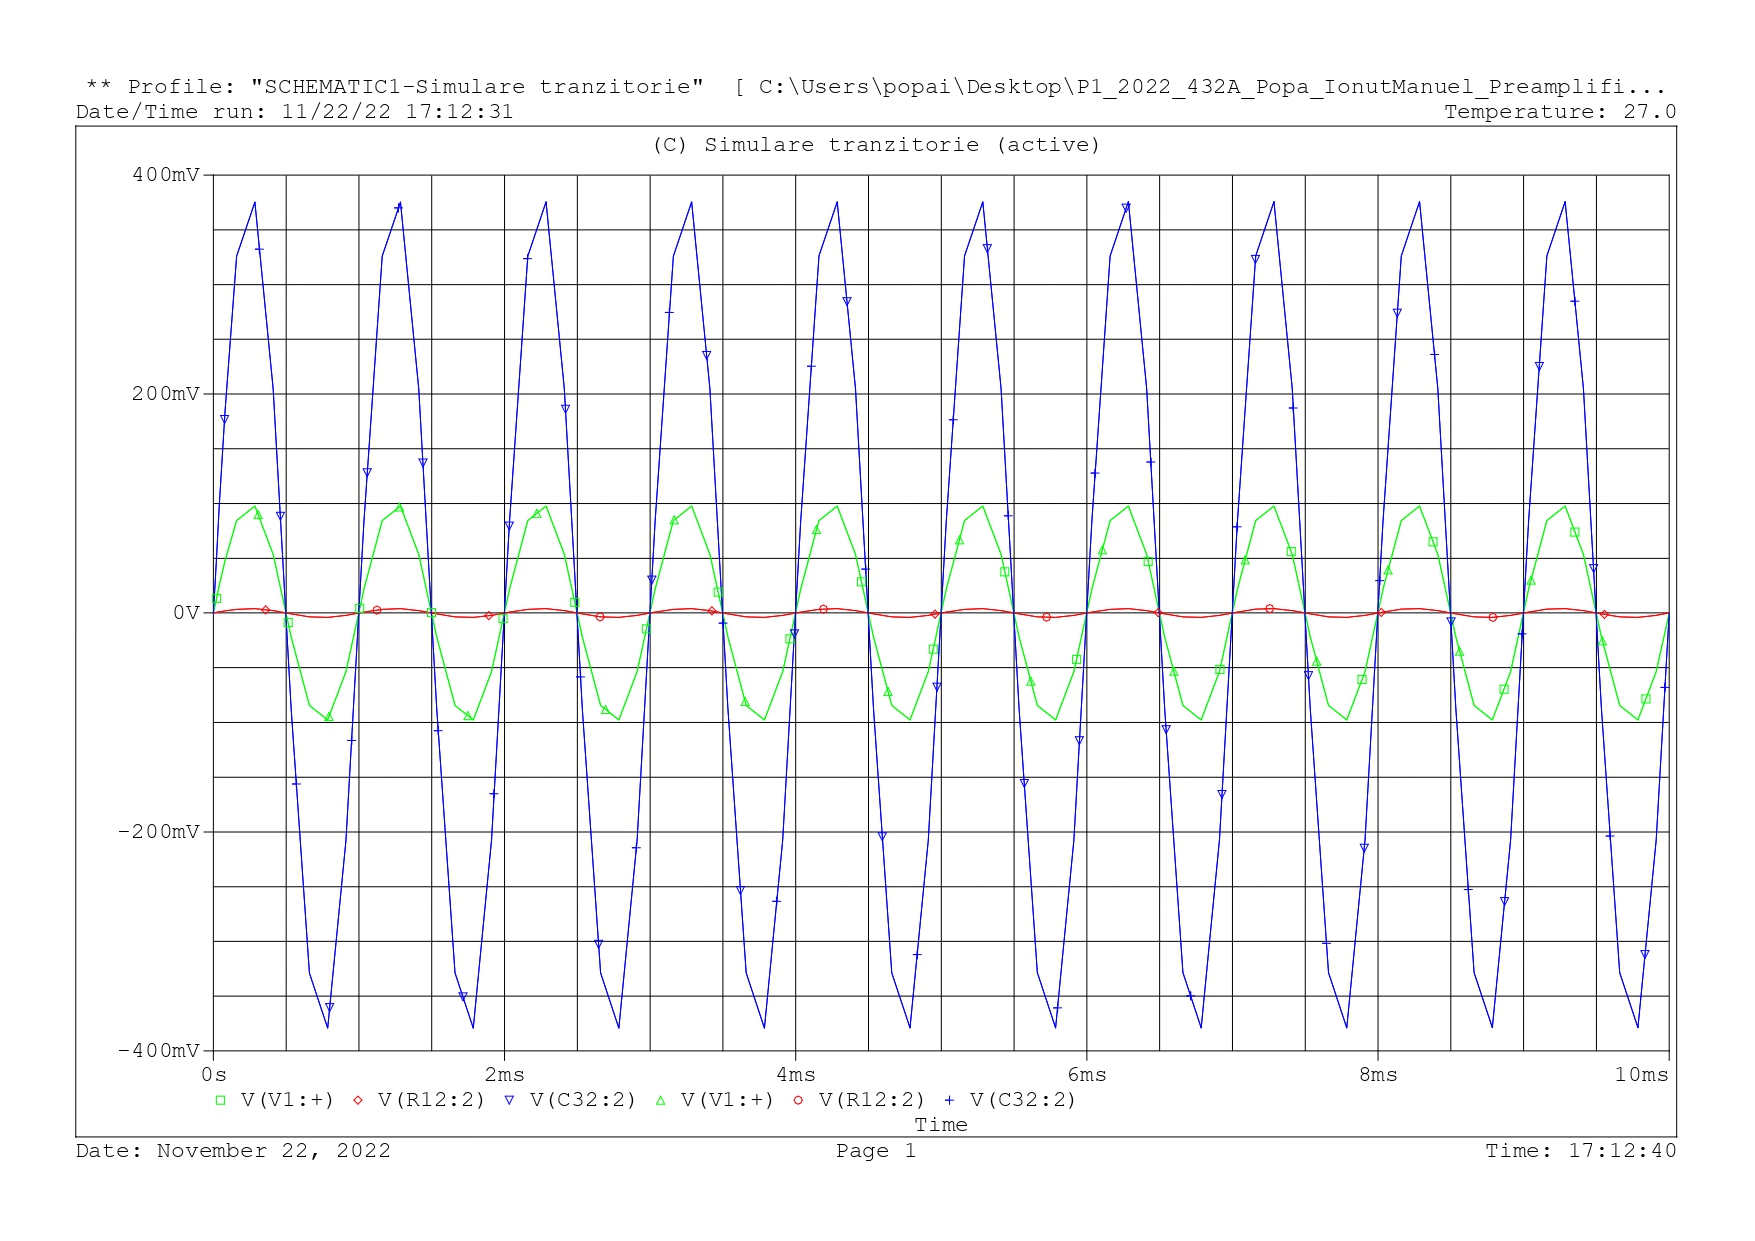 ** Profile: "SCHEMATIC1-Simulare tranzitorie"  [ C:\Users\popai\Desktop\P1_2022_432A_Popa_IonutManuel_Preamplifi...
Date/Time run: 11/22/22 17:12:31 Temperature: 27.0
(C) Simulare tranzitorie (active)
400mV
200mV
0V
-200mV
-400mV
0s 2ms 4ms 6ms 8ms 10ms
V(V1:+) V(R12:2) V(C32:2) V(V1:+) V(R12:2) V(C32:2)
Time
Date: November 22, 2022 Page 1 Time: 17:12:40